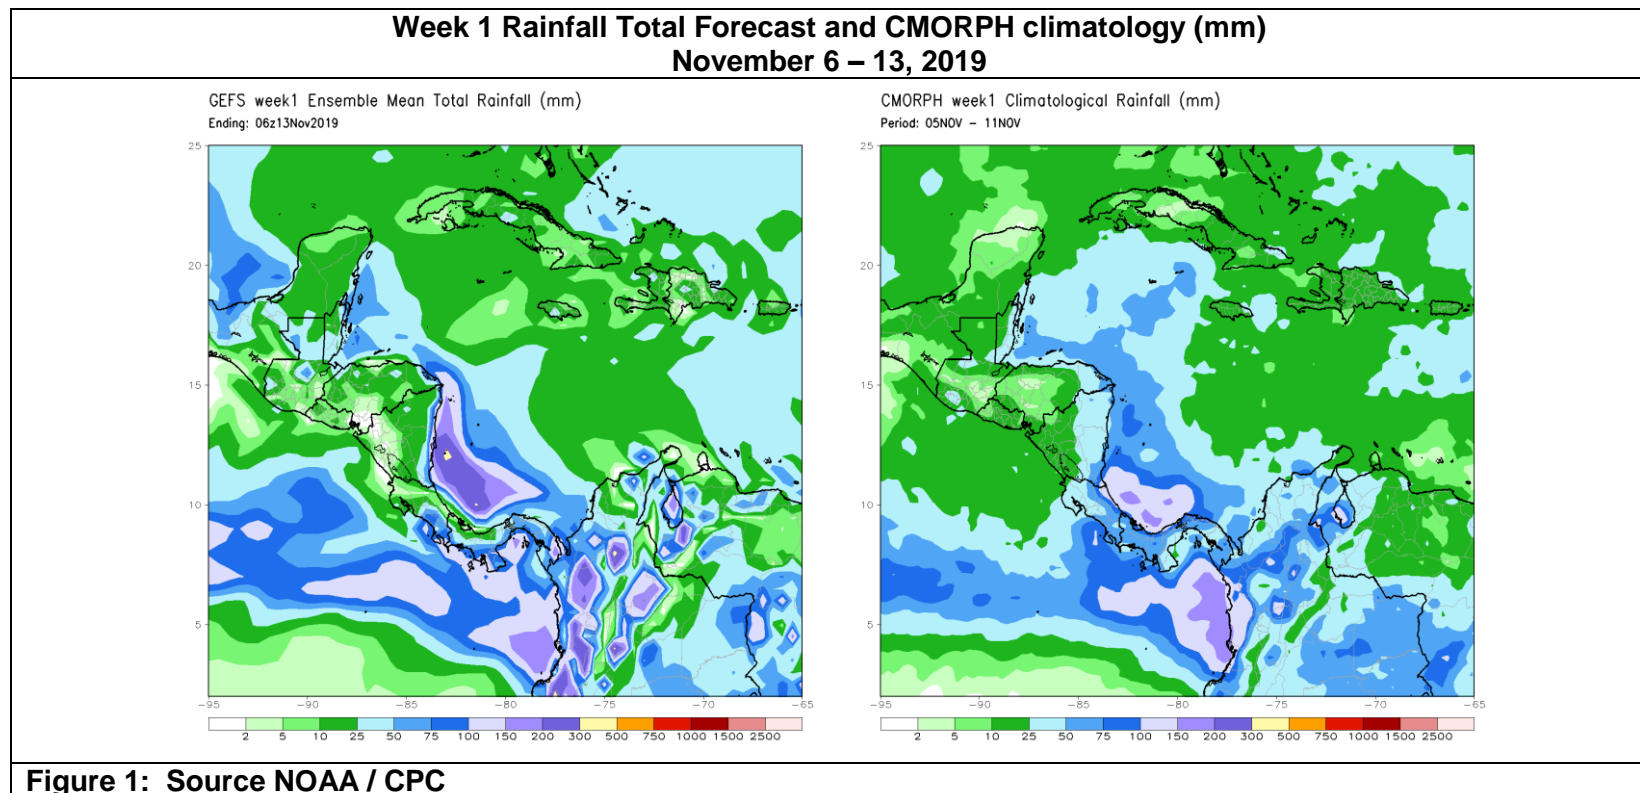 Week 1 Rainfall Total Forecast and CMORPH climatology (mm)
November 6 – 13, 2019
GEFS week1 Ensemble Mean Total Rainfall (mm)
Ending: 06z13Nov2019
25
20
15
10
5
-95 -90 -85 -80 -75 -70 -65
2 5 10 25 50 75 100 150 200 300 500 750 1000 1500 2500
CMORPH week1 Climatological Rainfall (mm)
Period: 05NOV - 11NOV
25
20
15
10
5
-95 -90 -85 -80 -75 -70 -65
2 5 10 25 50 75 100 150 200 300 500 750 1000 1500 2500
Figure 1: Source NOAA / CPC